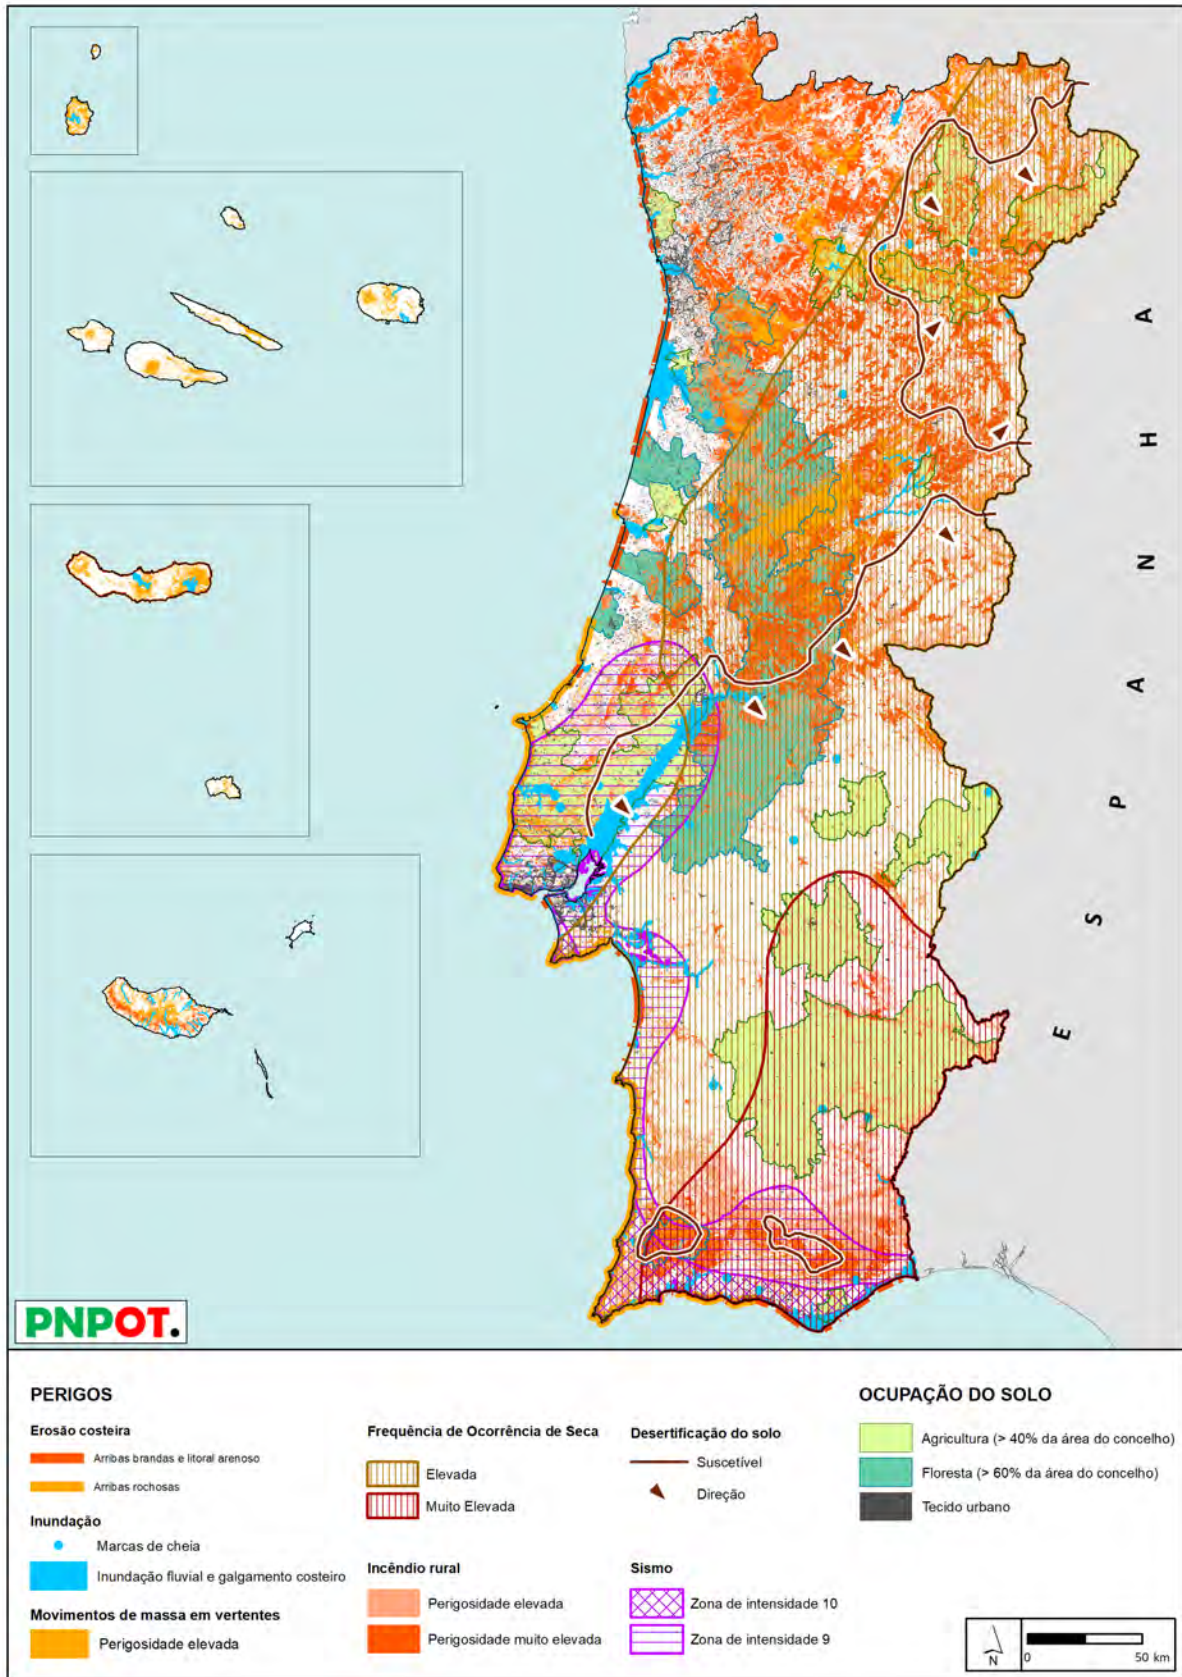 E S P A N H A
PNPOT.
PERIGOS
Erosão costeira
Arribas brandas e litoral arenoso
Arribas rochosas
Inundação
Marcas de cheia
Inundação fluvial e galgamento costeiro
Movimentos de massa em vertentes
Perigosidade elevada
Frequência de Ocorrência de Seca
Elevada
Muito Elevada
Incêndio rural
Perigosidade elevada
Perigosidade muito elevada
Desertificação do solo
Suscetível
Direção
Sismo
Zona de intensidade 10
Zona de intensidade 9
OCUPAÇÃO DO SOLO
Agricultura (> 40% da área do concelho)
Floresta (> 60% da área do concelho)
Tecido urbano
N
0 50 km